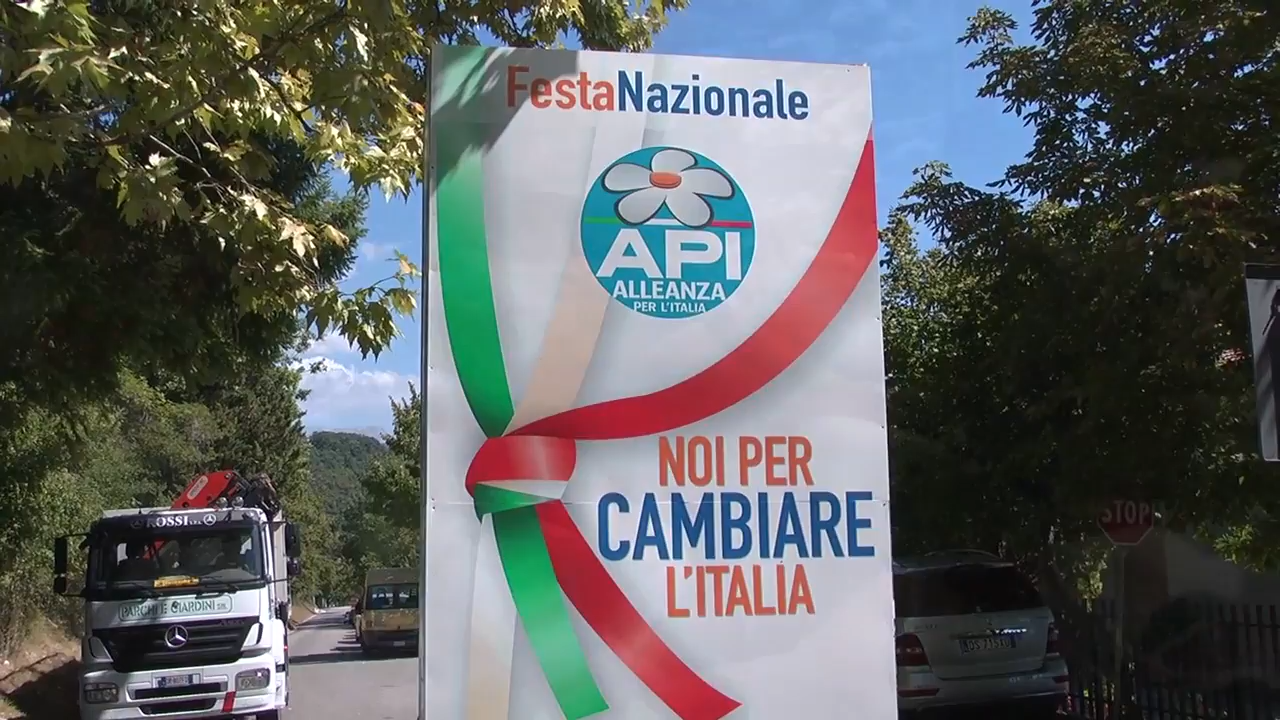 FestaNazionale
API
ALLEANZA
PER L'ITALIA
NOI PER
CAMBIARE
L'ITALIA
ROSSI
PARCHI E GIARDINI
STOP